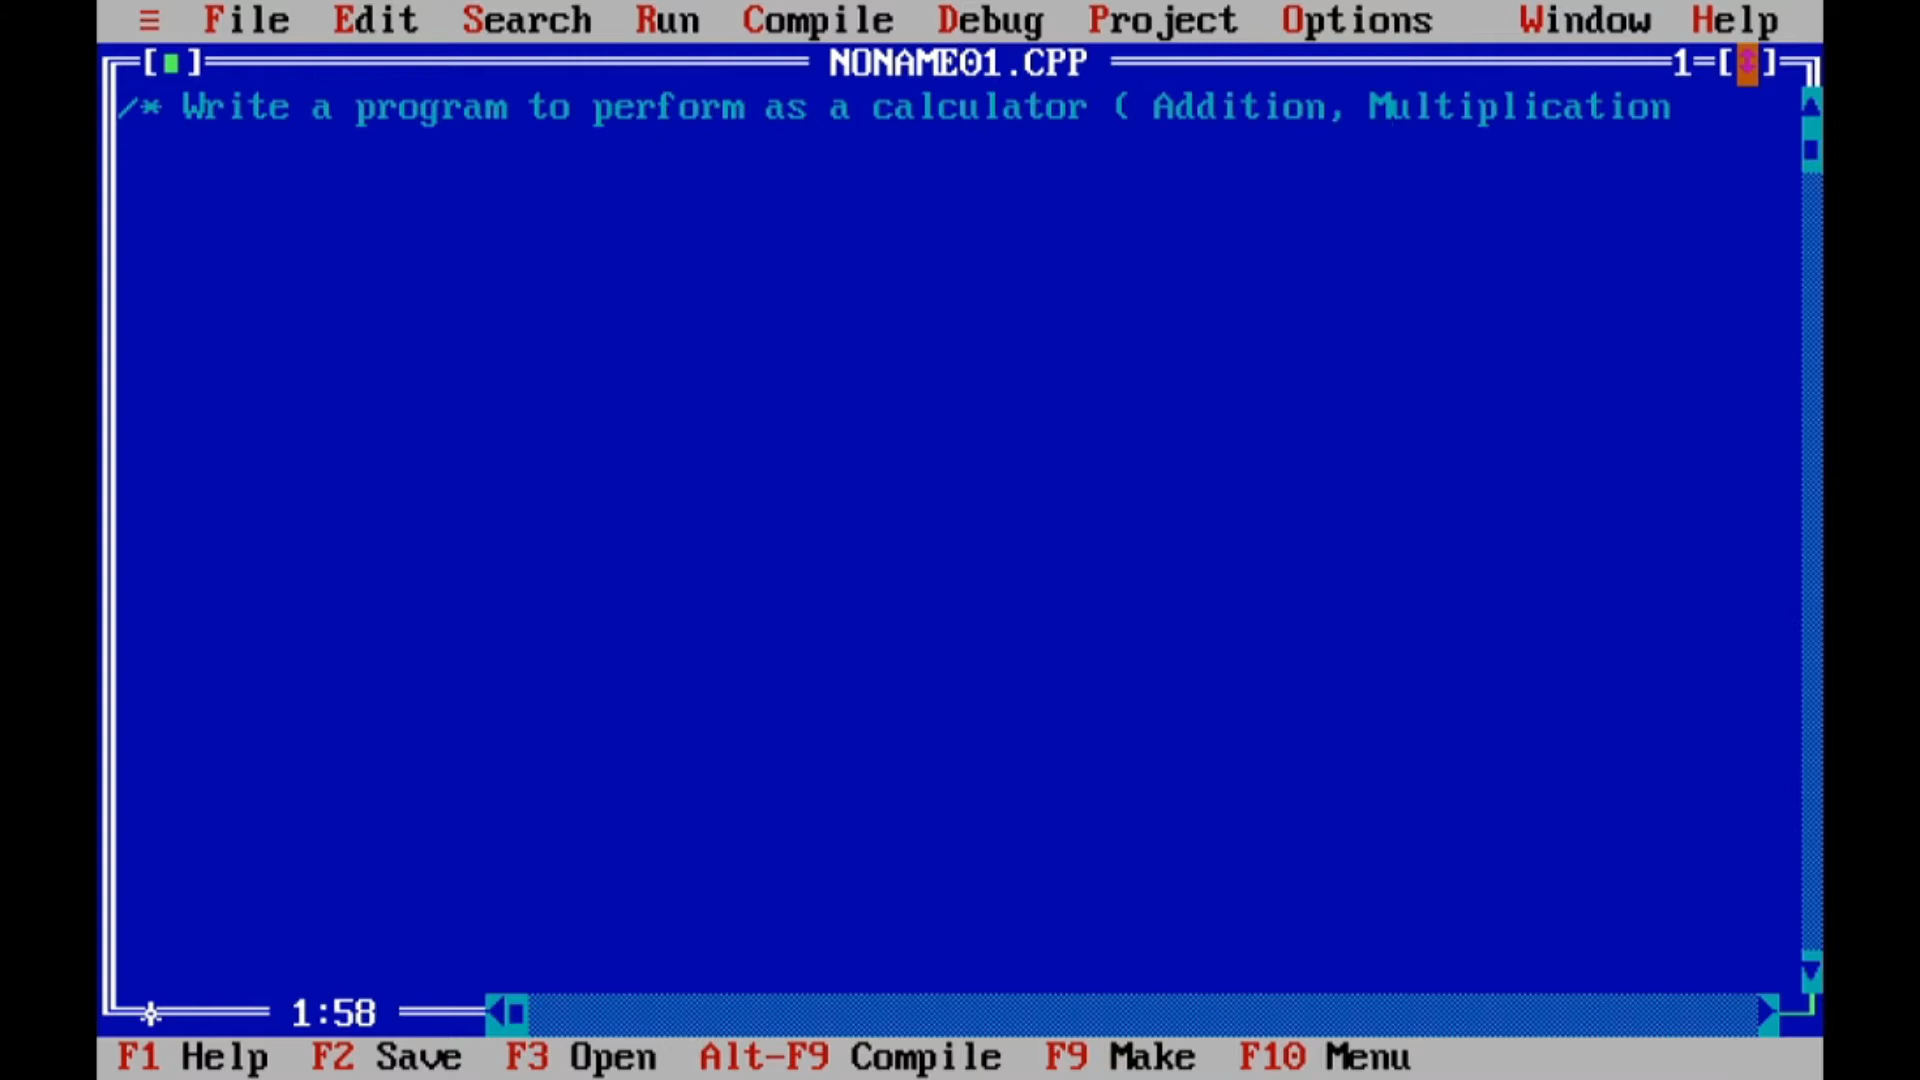 ≡ File Edit Search Run Compile Debug Project Options Window Help
[■] NONAME01.CPP 1=[↕]
/* Write a program to perform as a calculator ( Addition, Multiplication
1:58
F1 Help F2 Save F3 Open Alt-F9 Compile F9 Make F10 Menu